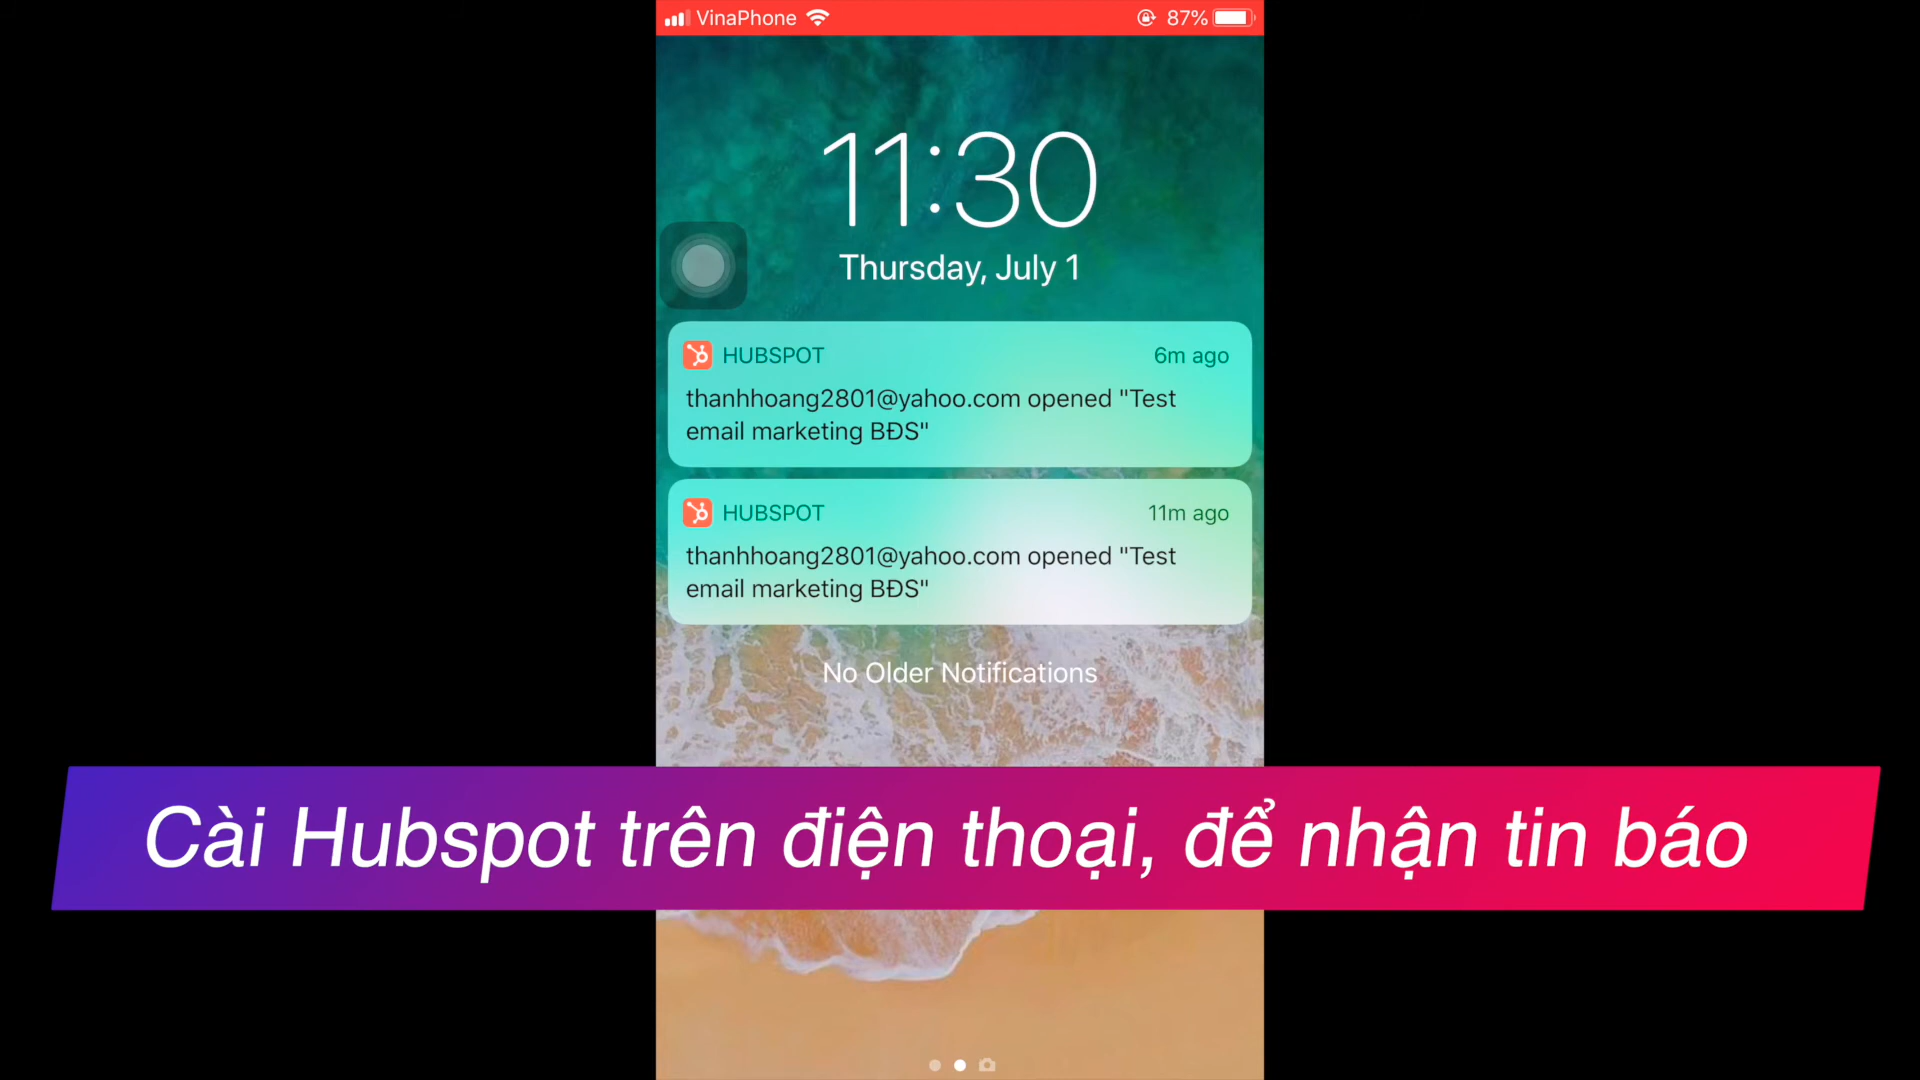 VinaPhone 87%
11:30
Thursday, July 1
HUBSPOT 6m ago
thanhhoang2801@yahoo.com opened "Test
email marketing BĐS"
HUBSPOT 11m ago
thanhhoang2801@yahoo.com opened "Test
email marketing BĐS"
No Older Notifications
Cài Hubspot trên điện thoại, để nhận tin báo